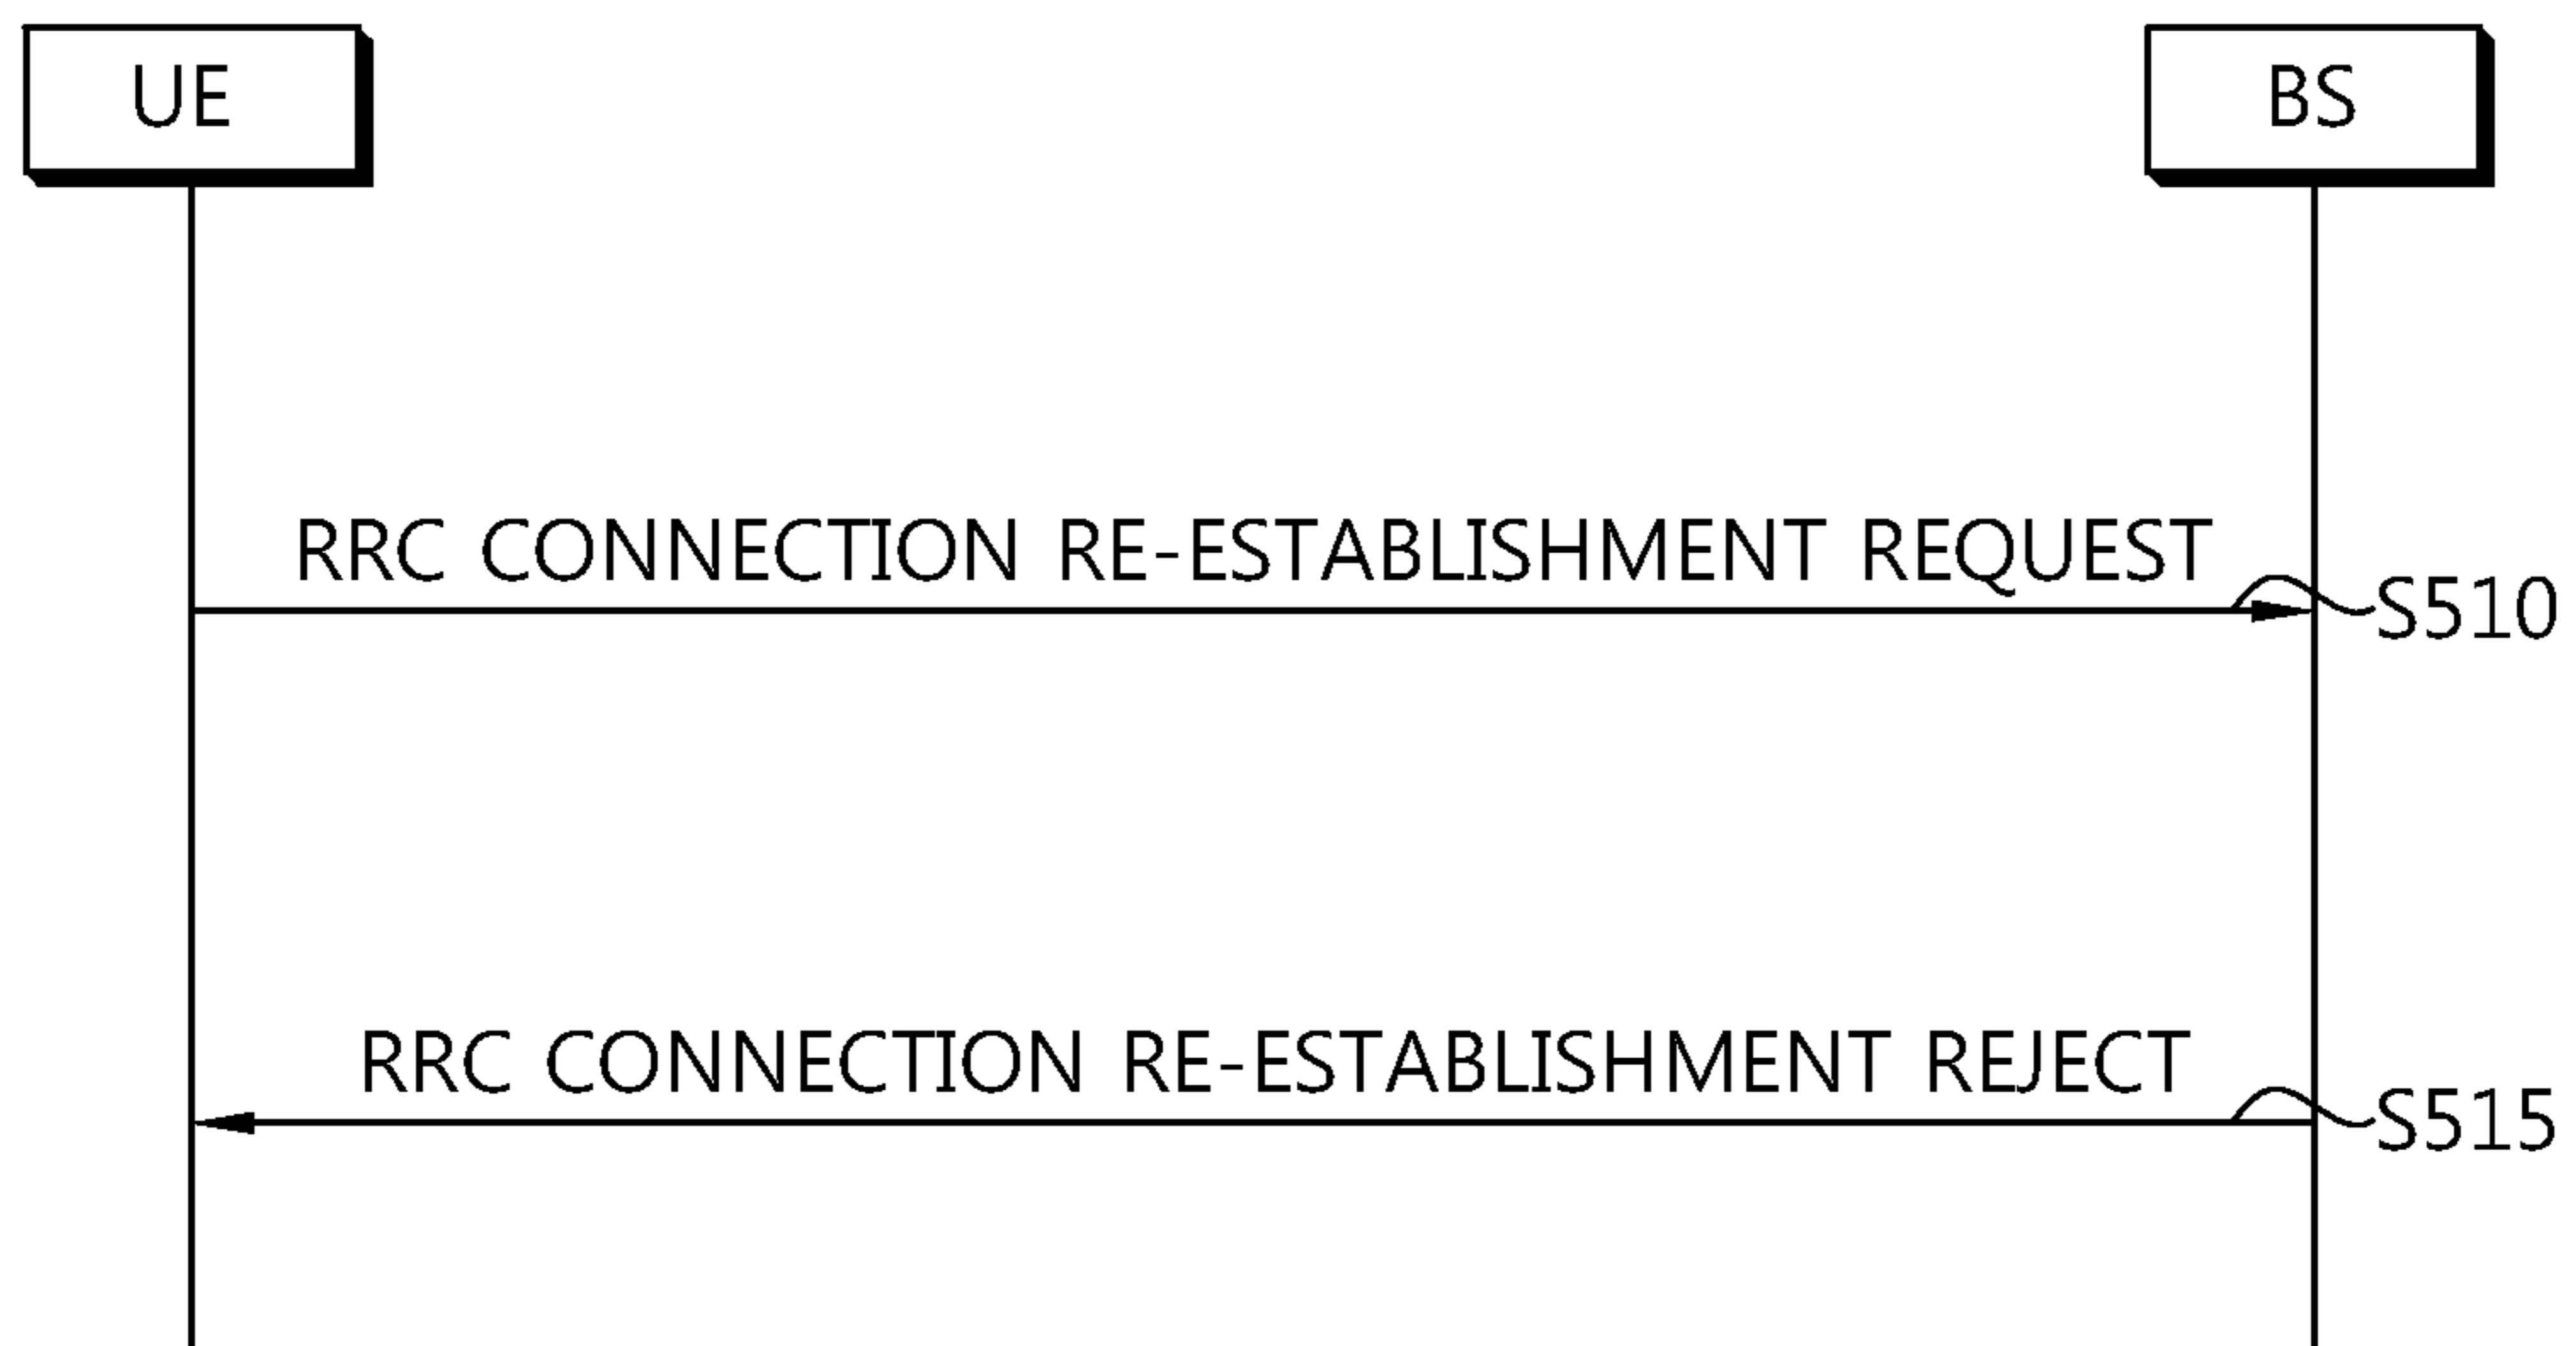 UE
BS
RRC CONNECTION RE-ESTABLISHMENT REQUEST
S510
RRC CONNECTION RE-ESTABLISHMENT REJECT
S515